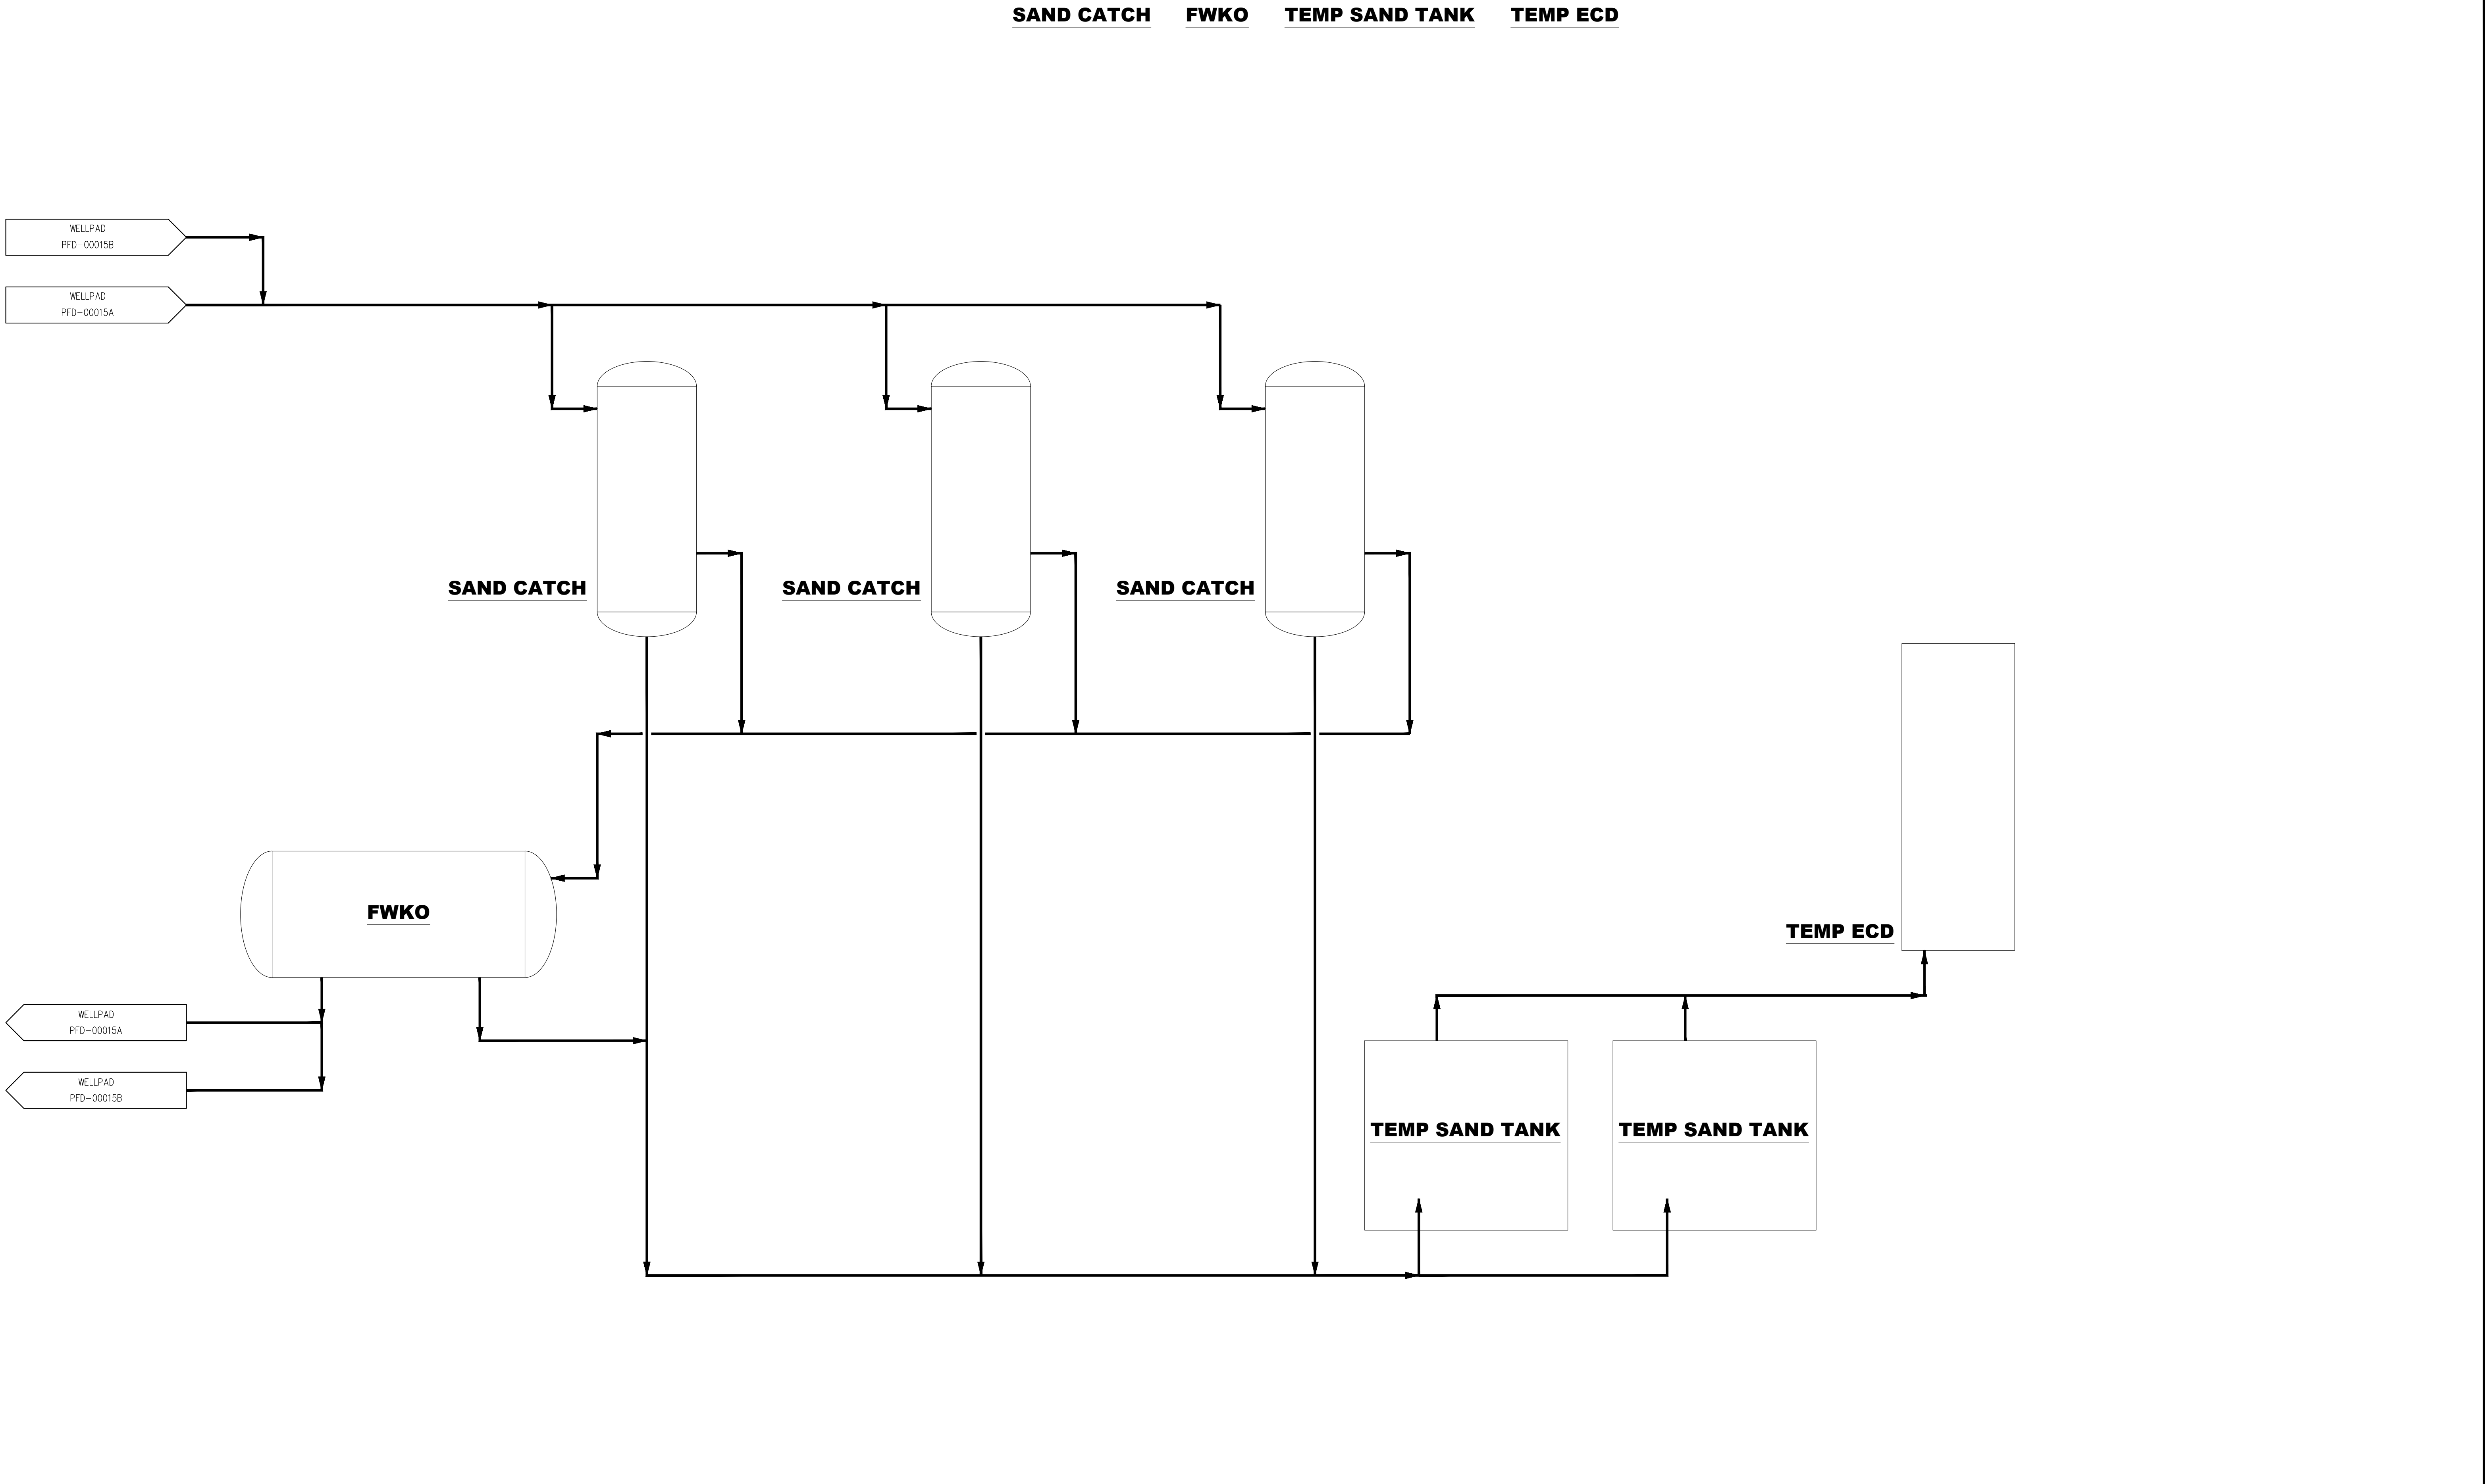 SAND CATCH FWKO TEMP SAND TANK TEMP ECD
WELLPAD
PFD-00015B
WELLPAD
PFD-00015A
SAND CATCH SAND CATCH SAND CATCH
FWKO
TEMP ECD
WELLPAD
PFD-00015A
WELLPAD
PFD-00015B
TEMP SAND TANK TEMP SAND TANK